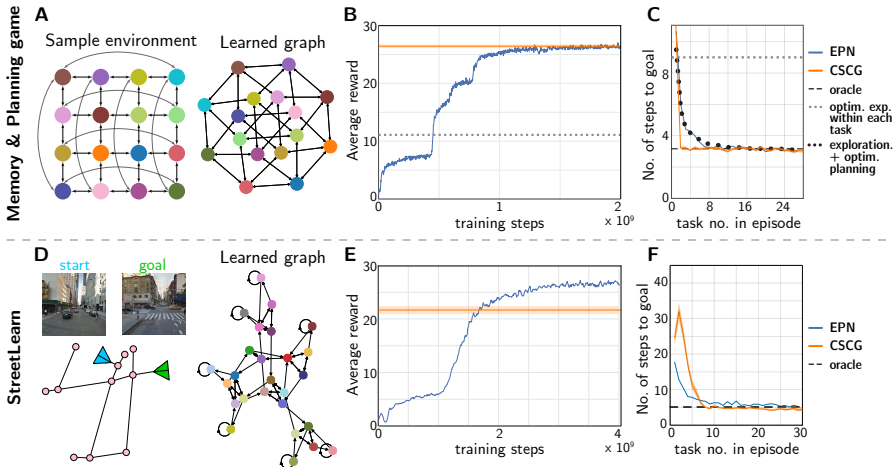 Memory & Planning game
A
Sample environment
Learned graph
B
Average reward
30
20
10
0
0
1
2
training steps
× 10⁹
C
No. of steps to goal
8
4
0
0
8
16
24
task no. in episode
EPN
CSCG
oracle
optim. exp.
within each
task
exploration.
+ optim.
planning
StreetLearn
D
start
goal
Learned graph
E
Average reward
30
20
10
0
0
2
4
training steps
× 10⁹
F
No. of steps to goal
50
40
30
20
10
0
0
10
20
30
task no. in episode
EPN
CSCG
oracle